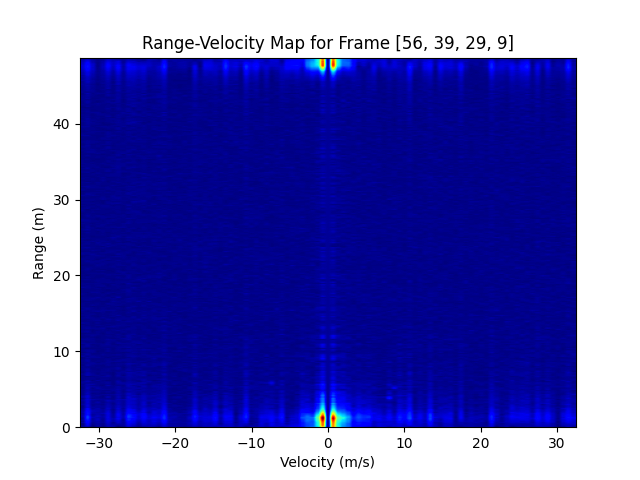 Range-Velocity Map for Frame [56, 39, 29, 9]
40
30
20
10
0
Range (m)
−30 −20 −10 0 10 20 30
Velocity (m/s)